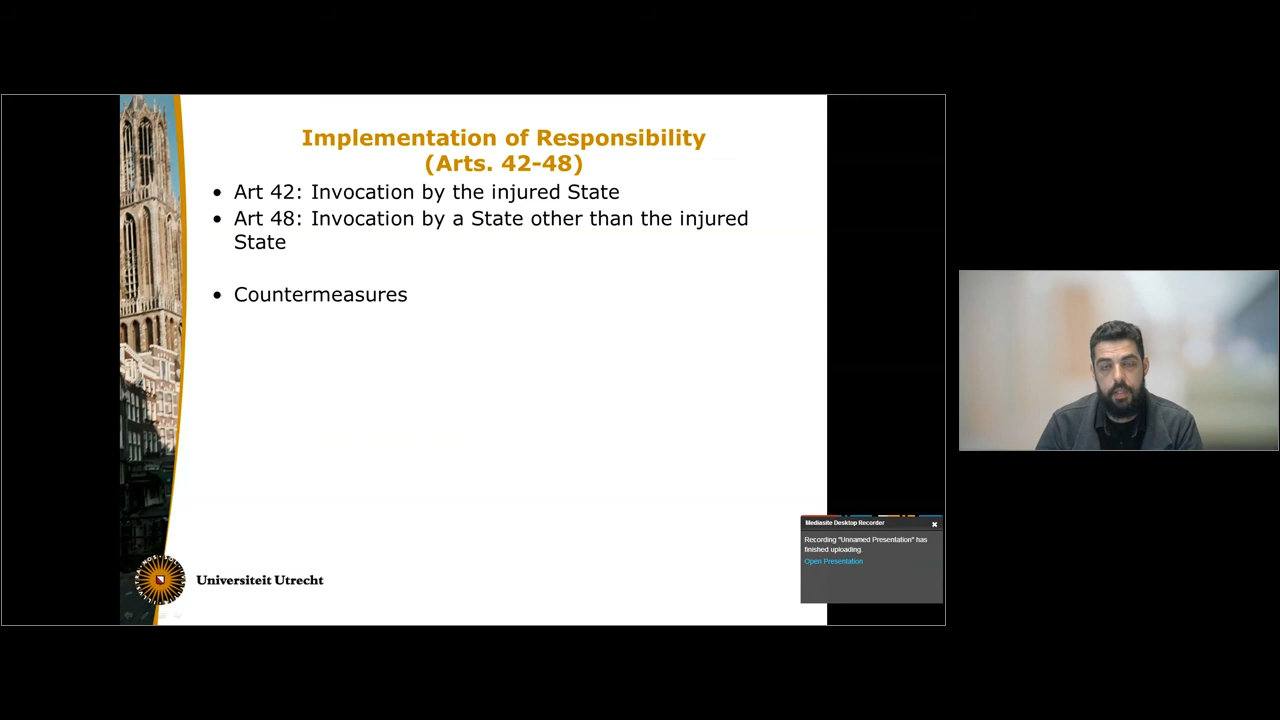 Implementation of Responsibility
(Arts. 42-48)
• Art 42: Invocation by the injured State
• Art 48: Invocation by a State other than the injured
State
• Countermeasures
Mediasite Desktop Recorder
Recording "Unnamed Presentation" has
finished uploading.
Open Presentation
Universiteit Utrecht